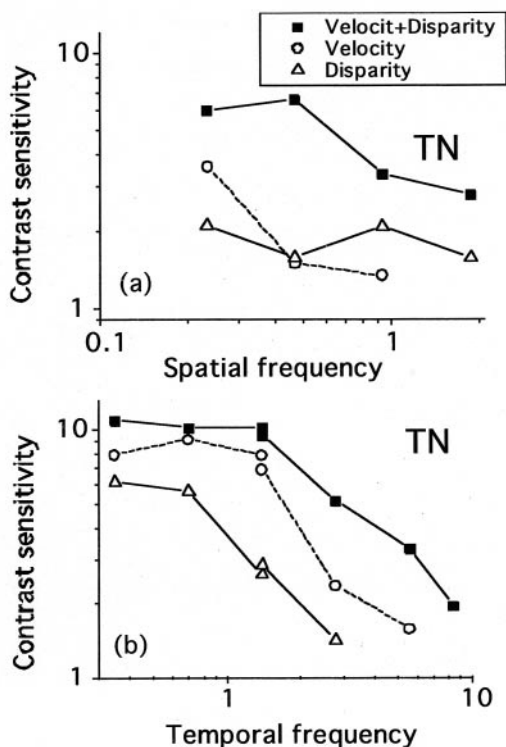 Velocit+Disparity
Velocity
Disparity
10
TN
Contrast sensitivity
(a)
1
0.1
1
Spatial frequency
10
TN
Contrast sensitivity
(b)
1
1
10
Temporal frequency